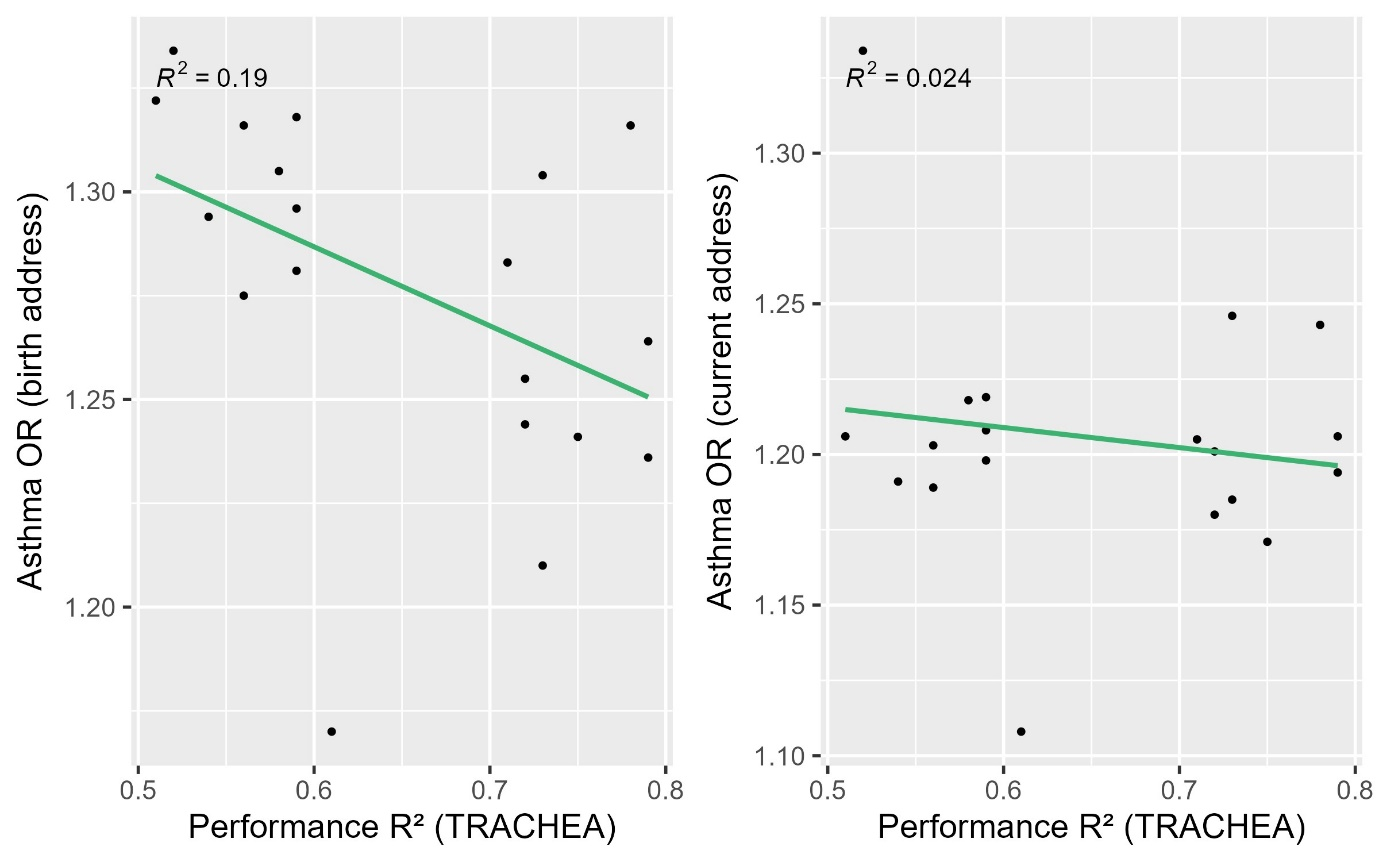 R² = 0.19
Asthma OR (birth address)
1.30
1.25
1.20
0.5 0.6 0.7 0.8
Performance R² (TRACHEA)
R² = 0.024
Asthma OR (current address)
1.30
1.25
1.20
1.15
1.10
0.5 0.6 0.7 0.8
Performance R² (TRACHEA)